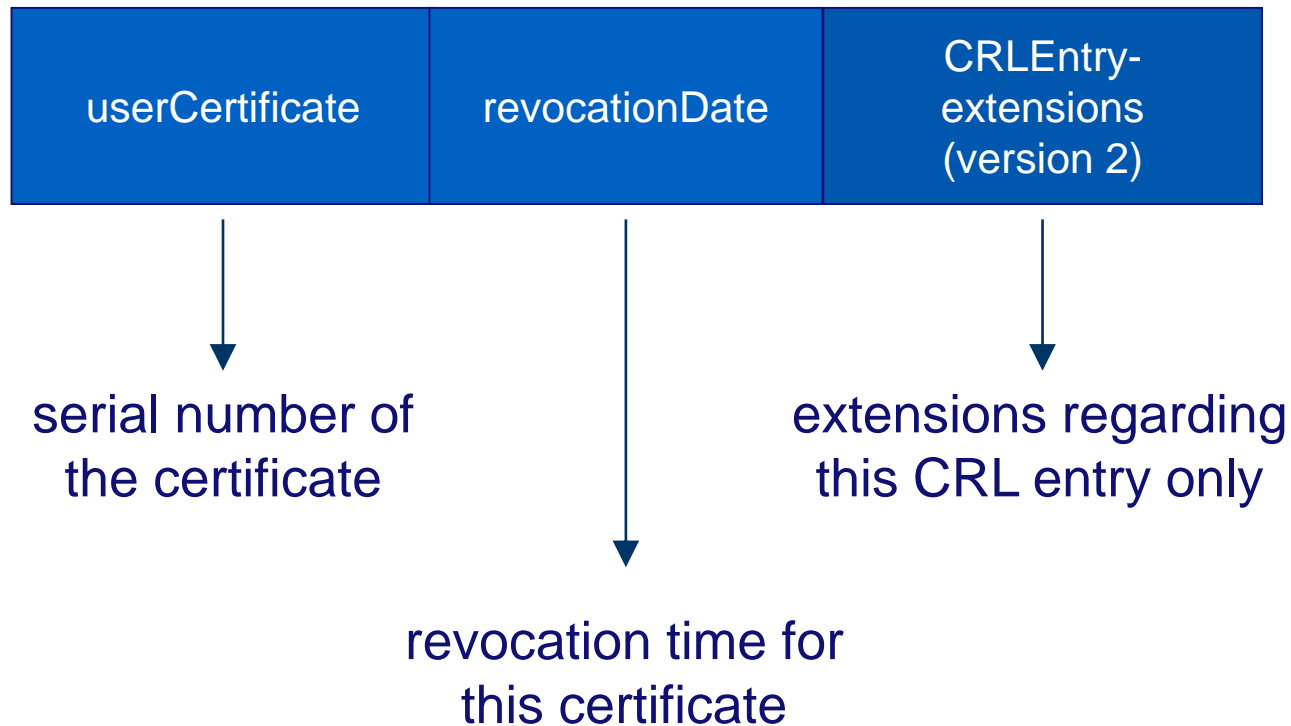 userCertificate
revocationDate
CRLEntry-
extensions
(version 2)
serial number of
the certificate
extensions regarding
this CRL entry only
revocation time for
this certificate